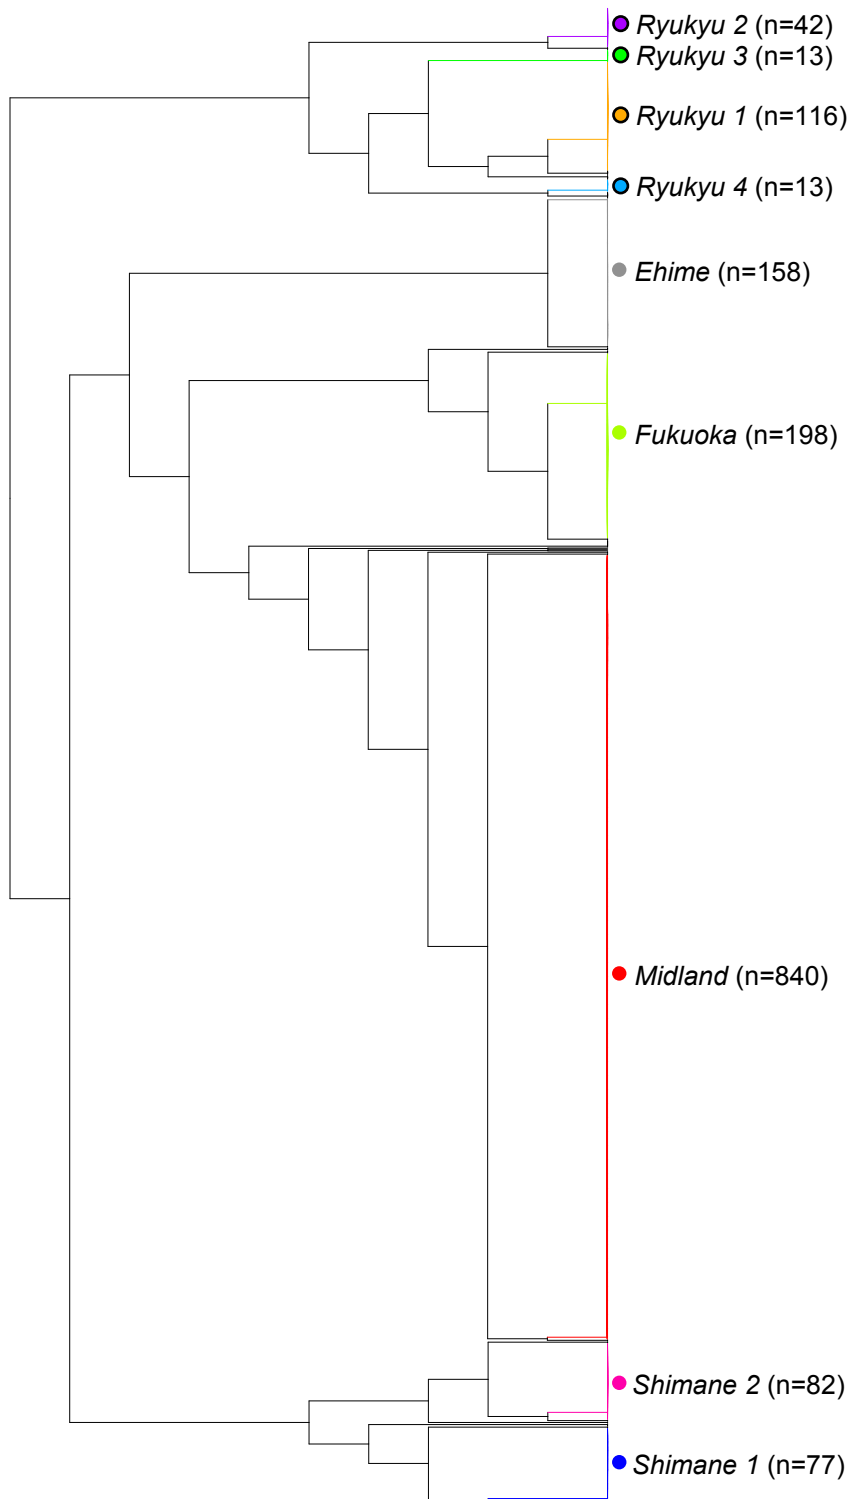 Ryukyu 2 (n=42)
Ryukyu 3 (n=13)
Ryukyu 1 (n=116)
Ryukyu 4 (n=13)
Ehime (n=158)
Fukuoka (n=198)
Midland (n=840)
Shimane 2 (n=82)
Shimane 1 (n=77)